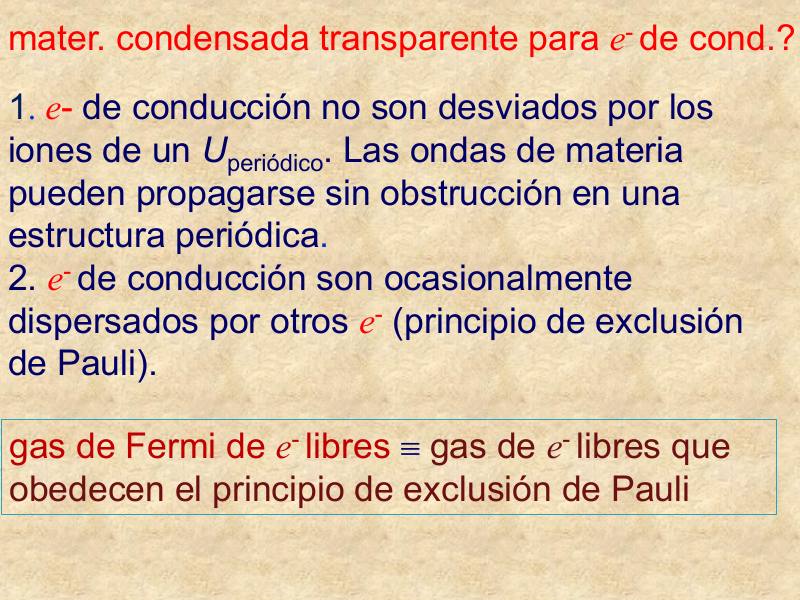 mater. condensada transparente para e- de cond.?
1. e- de conducción no son desviados por los
iones de un Uperiódico. Las ondas de materia
pueden propagarse sin obstrucción en una
estructura periódica.
2. e- de conducción son ocasionalmente
dispersados por otros e- (principio de exclusión
de Pauli).
gas de Fermi de e- libres ≡ gas de e- libres que
obedecen el principio de exclusión de Pauli